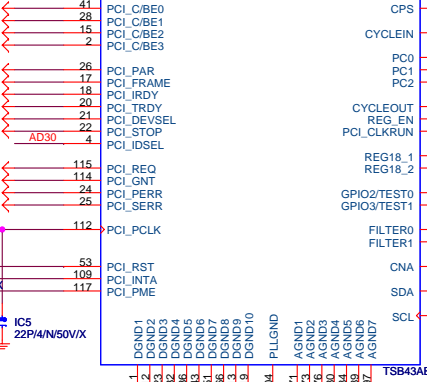 41 PCI_C/BE0 CPS
28 PCI_C/BE1
15 PCI_C/BE2 CYCLEIN
2 PCI_C/BE3
PC0
26 PCI_PAR PC1
17 PCI_FRAME PC2
18 PCI_IRDY
20 PCI_TRDY CYCLEOUT
21 PCI_DEVSEL REG_EN
22 PCI_STOP PCI_CLKRUN
AD30 4 PCI_IDSEL
REG18_1
115 PCI_REQ REG18_2
114 PCI_GNT
24 PCI_PERR GPIO2/TEST0
25 PCI_SERR GPIO3/TEST1
112 PCI_PCLK FILTER0
FILTER1
53 PCI_RST CNA
109 PCI_INTA
117 PCI_PME SDA
SCL
IC5
22P/4/N/50V/X
DGND1
DGND2
DGND3
DGND4
DGND5
DGND6
DGND7
DGND8
DGND9
DGND10
PLLGND
AGND1
AGND2
AGND3
AGND4
AGND5
AGND6
AGND7